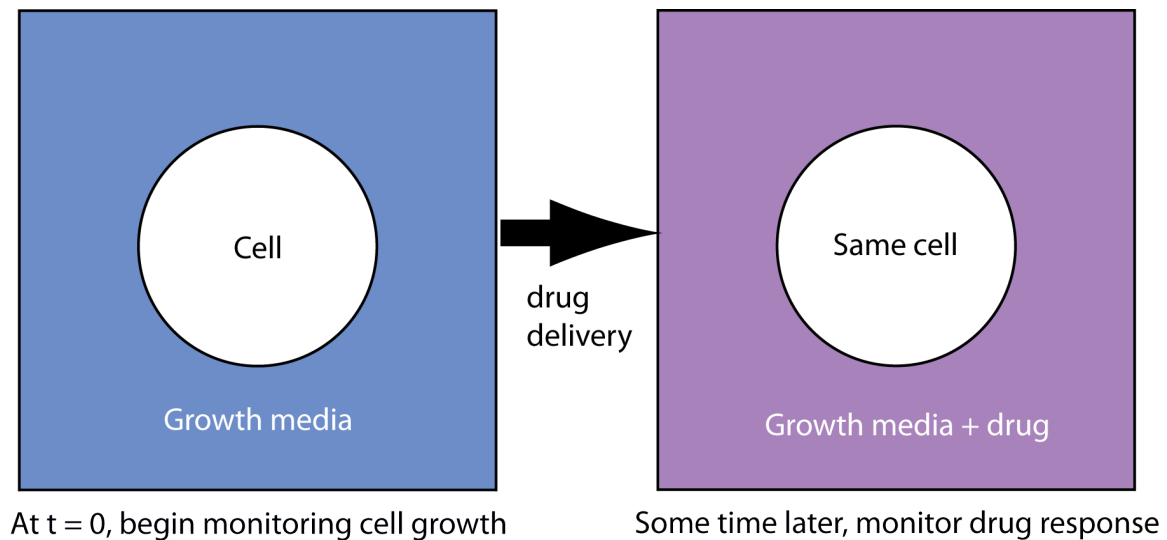 Cell
Growth media
At t = 0, begin monitoring cell growth
drug
delivery
Same cell
Growth media + drug
Some time later, monitor drug response